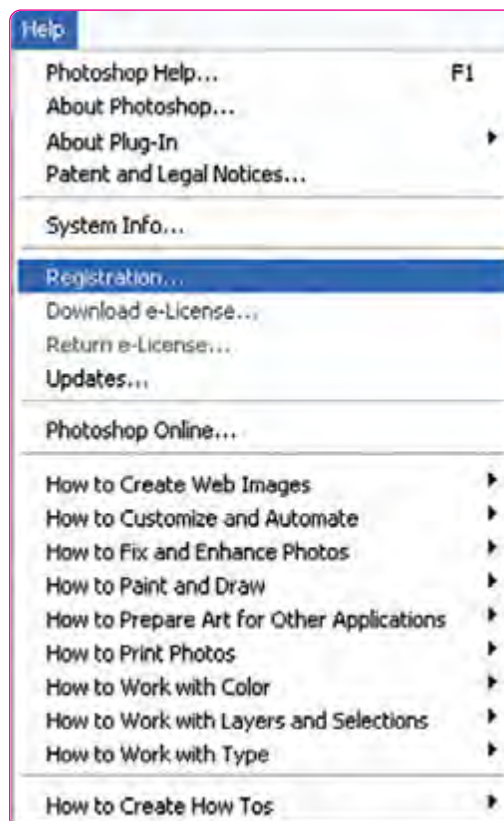 Help
Photoshop Help... F1
About Photoshop...
About Plug-In
Patent and Legal Notices...
System Info...
Registration...
Download e-License...
Return e-License...
Updates...
Photoshop Online...
How to Create Web Images
How to Customize and Automate
How to Fix and Enhance Photos
How to Paint and Draw
How to Prepare Art for Other Applications
How to Print Photos
How to Work with Color
How to Work with Layers and Selections
How to Work with Type
How to Create How Tos